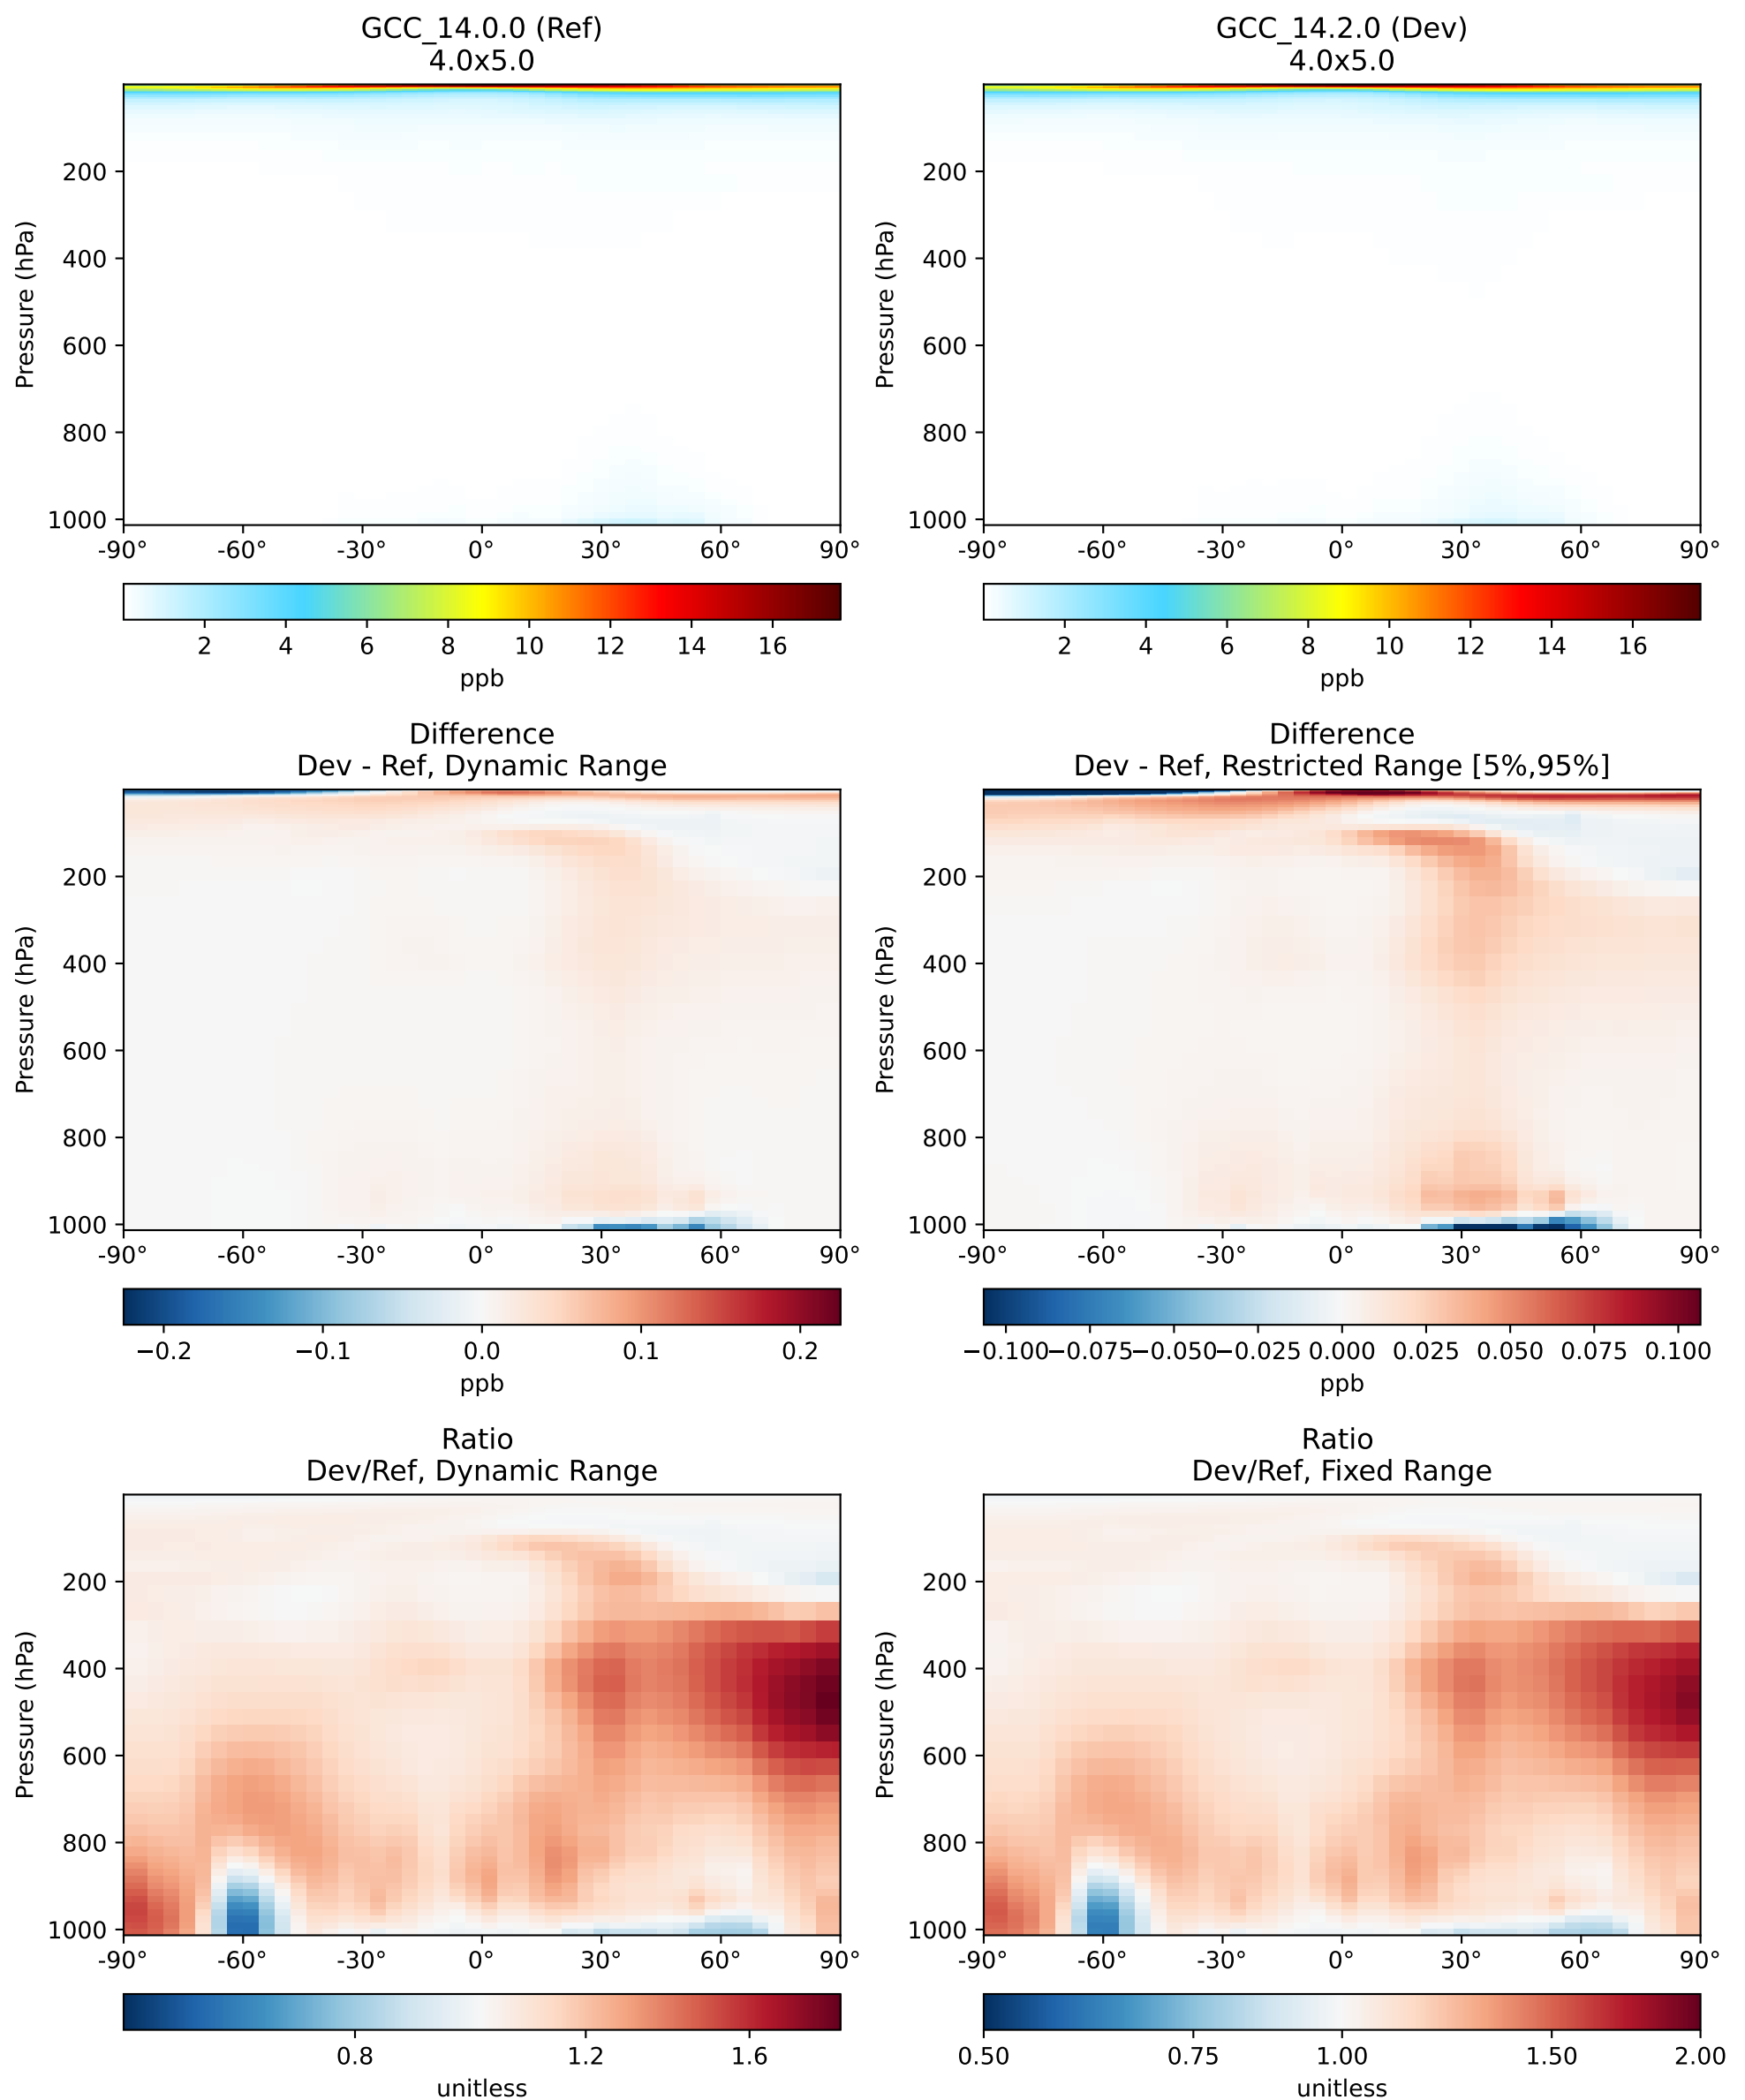 GCC_14.0.0 (Ref)
4.0x5.0
Pressure (hPa)
200
400
600
800
1000
-90° -60° -30° 0° 30° 60° 90°
2 4 6 8 10 12 14 16
ppb
GCC_14.2.0 (Dev)
4.0x5.0
Pressure (hPa)
200
400
600
800
1000
-90° -60° -30° 0° 30° 60° 90°
2 4 6 8 10 12 14 16
ppb
Difference
Dev - Ref, Dynamic Range
Pressure (hPa)
200
400
600
800
1000
-90° -60° -30° 0° 30° 60° 90°
−0.2 −0.1 0.0 0.1 0.2
ppb
Difference
Dev - Ref, Restricted Range [5%,95%]
Pressure (hPa)
200
400
600
800
1000
-90° -60° -30° 0° 30° 60° 90°
−0.100 −0.075 −0.050 −0.025 0.000 0.025 0.050 0.075 0.100
ppb
Ratio
Dev/Ref, Dynamic Range
Pressure (hPa)
200
400
600
800
1000
-90° -60° -30° 0° 30° 60° 90°
0.8 1.2 1.6
unitless
Ratio
Dev/Ref, Fixed Range
Pressure (hPa)
200
400
600
800
1000
-90° -60° -30° 0° 30° 60° 90°
0.50 0.75 1.00 1.50 2.00
unitless